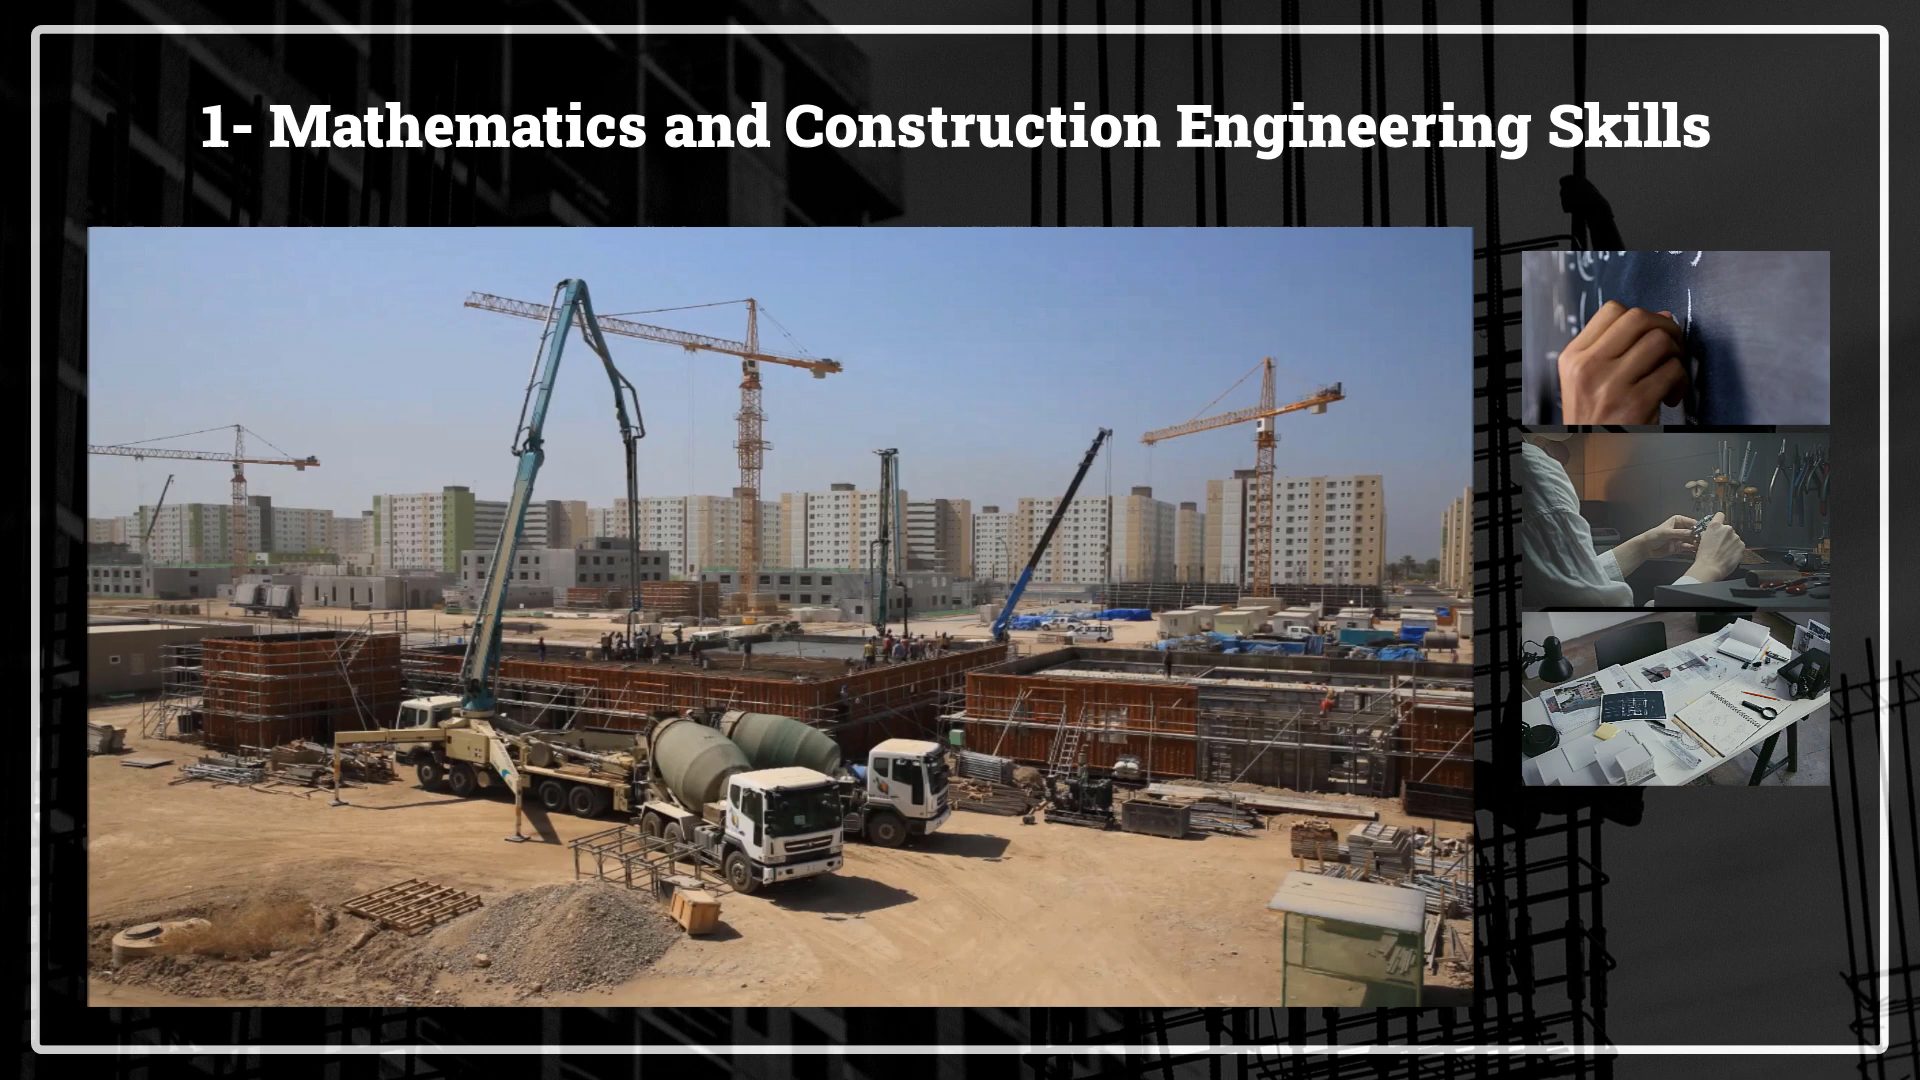 1- Mathematics and Construction Engineering Skills